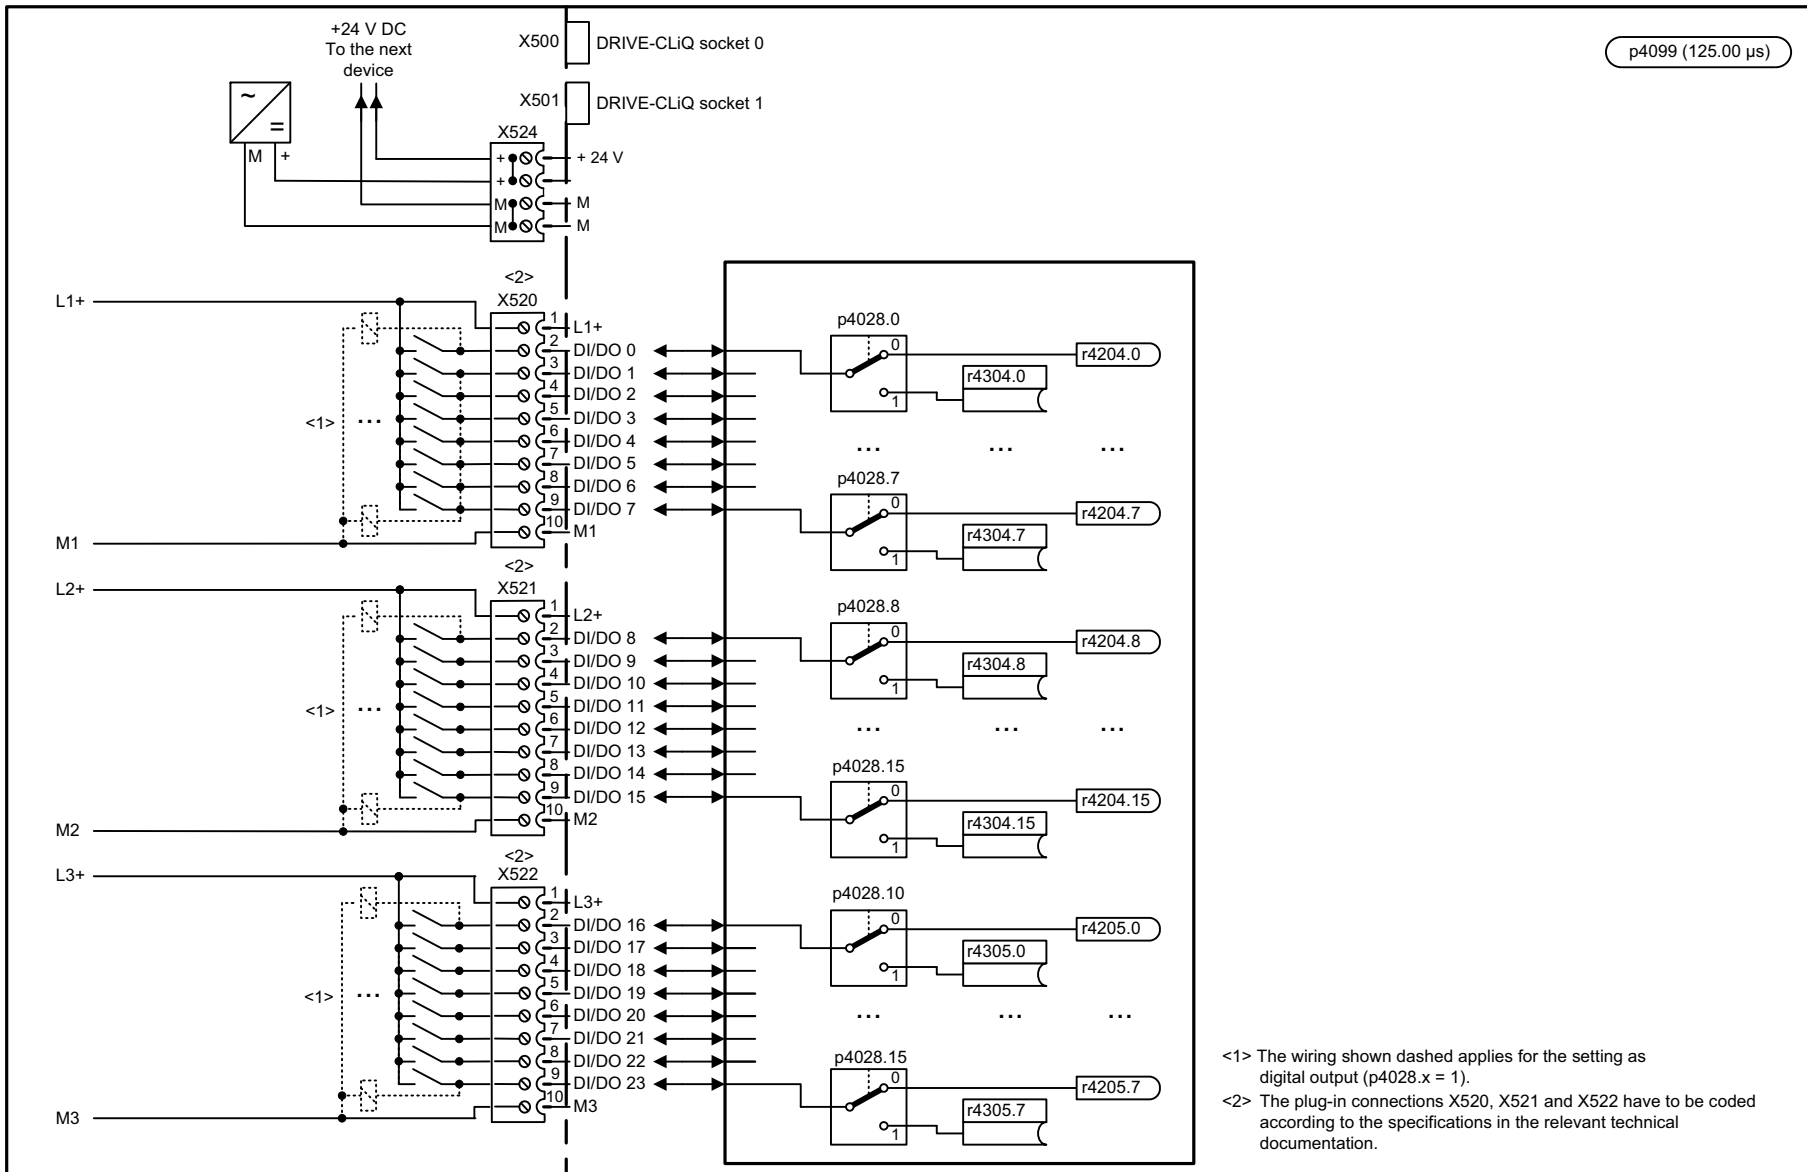 +24 V DC
To the next
device
X500
DRIVE-CLiQ socket 0
p4099 (125.00 µs)
X501
DRIVE-CLiQ socket 1
~
=
M +
X524
+
+ 24 V
+
M
M
M
M
<2>
X520
L1+
1
L1+
2
DI/DO 0
3
DI/DO 1
4
DI/DO 2
5
DI/DO 3
6
DI/DO 4
7
DI/DO 5
8
DI/DO 6
9
DI/DO 7
10
M1
<1>
...
M1
p4028.0
0
1
r4204.0
r4304.0
... ... ...
p4028.7
0
1
r4204.7
r4304.7
<2>
X521
L2+
1
L2+
2
DI/DO 8
3
DI/DO 9
4
DI/DO 10
5
DI/DO 11
6
DI/DO 12
7
DI/DO 13
8
DI/DO 14
9
DI/DO 15
10
M2
<1>
...
M2
p4028.8
0
1
r4204.8
r4304.8
... ... ...
p4028.15
0
1
r4204.15
r4304.15
<2>
X522
L3+
1
L3+
2
DI/DO 16
3
DI/DO 17
4
DI/DO 18
5
DI/DO 19
6
DI/DO 20
7
DI/DO 21
8
DI/DO 22
9
DI/DO 23
10
M3
<1>
...
M3
p4028.10
0
1
r4205.0
r4305.0
... ... ...
p4028.15
0
1
r4205.7
r4305.7
<1> The wiring shown dashed applies for the setting as
digital output (p4028.x = 1).
<2> The plug-in connections X520, X521 and X522 have to be coded
according to the specifications in the relevant technical
documentation.